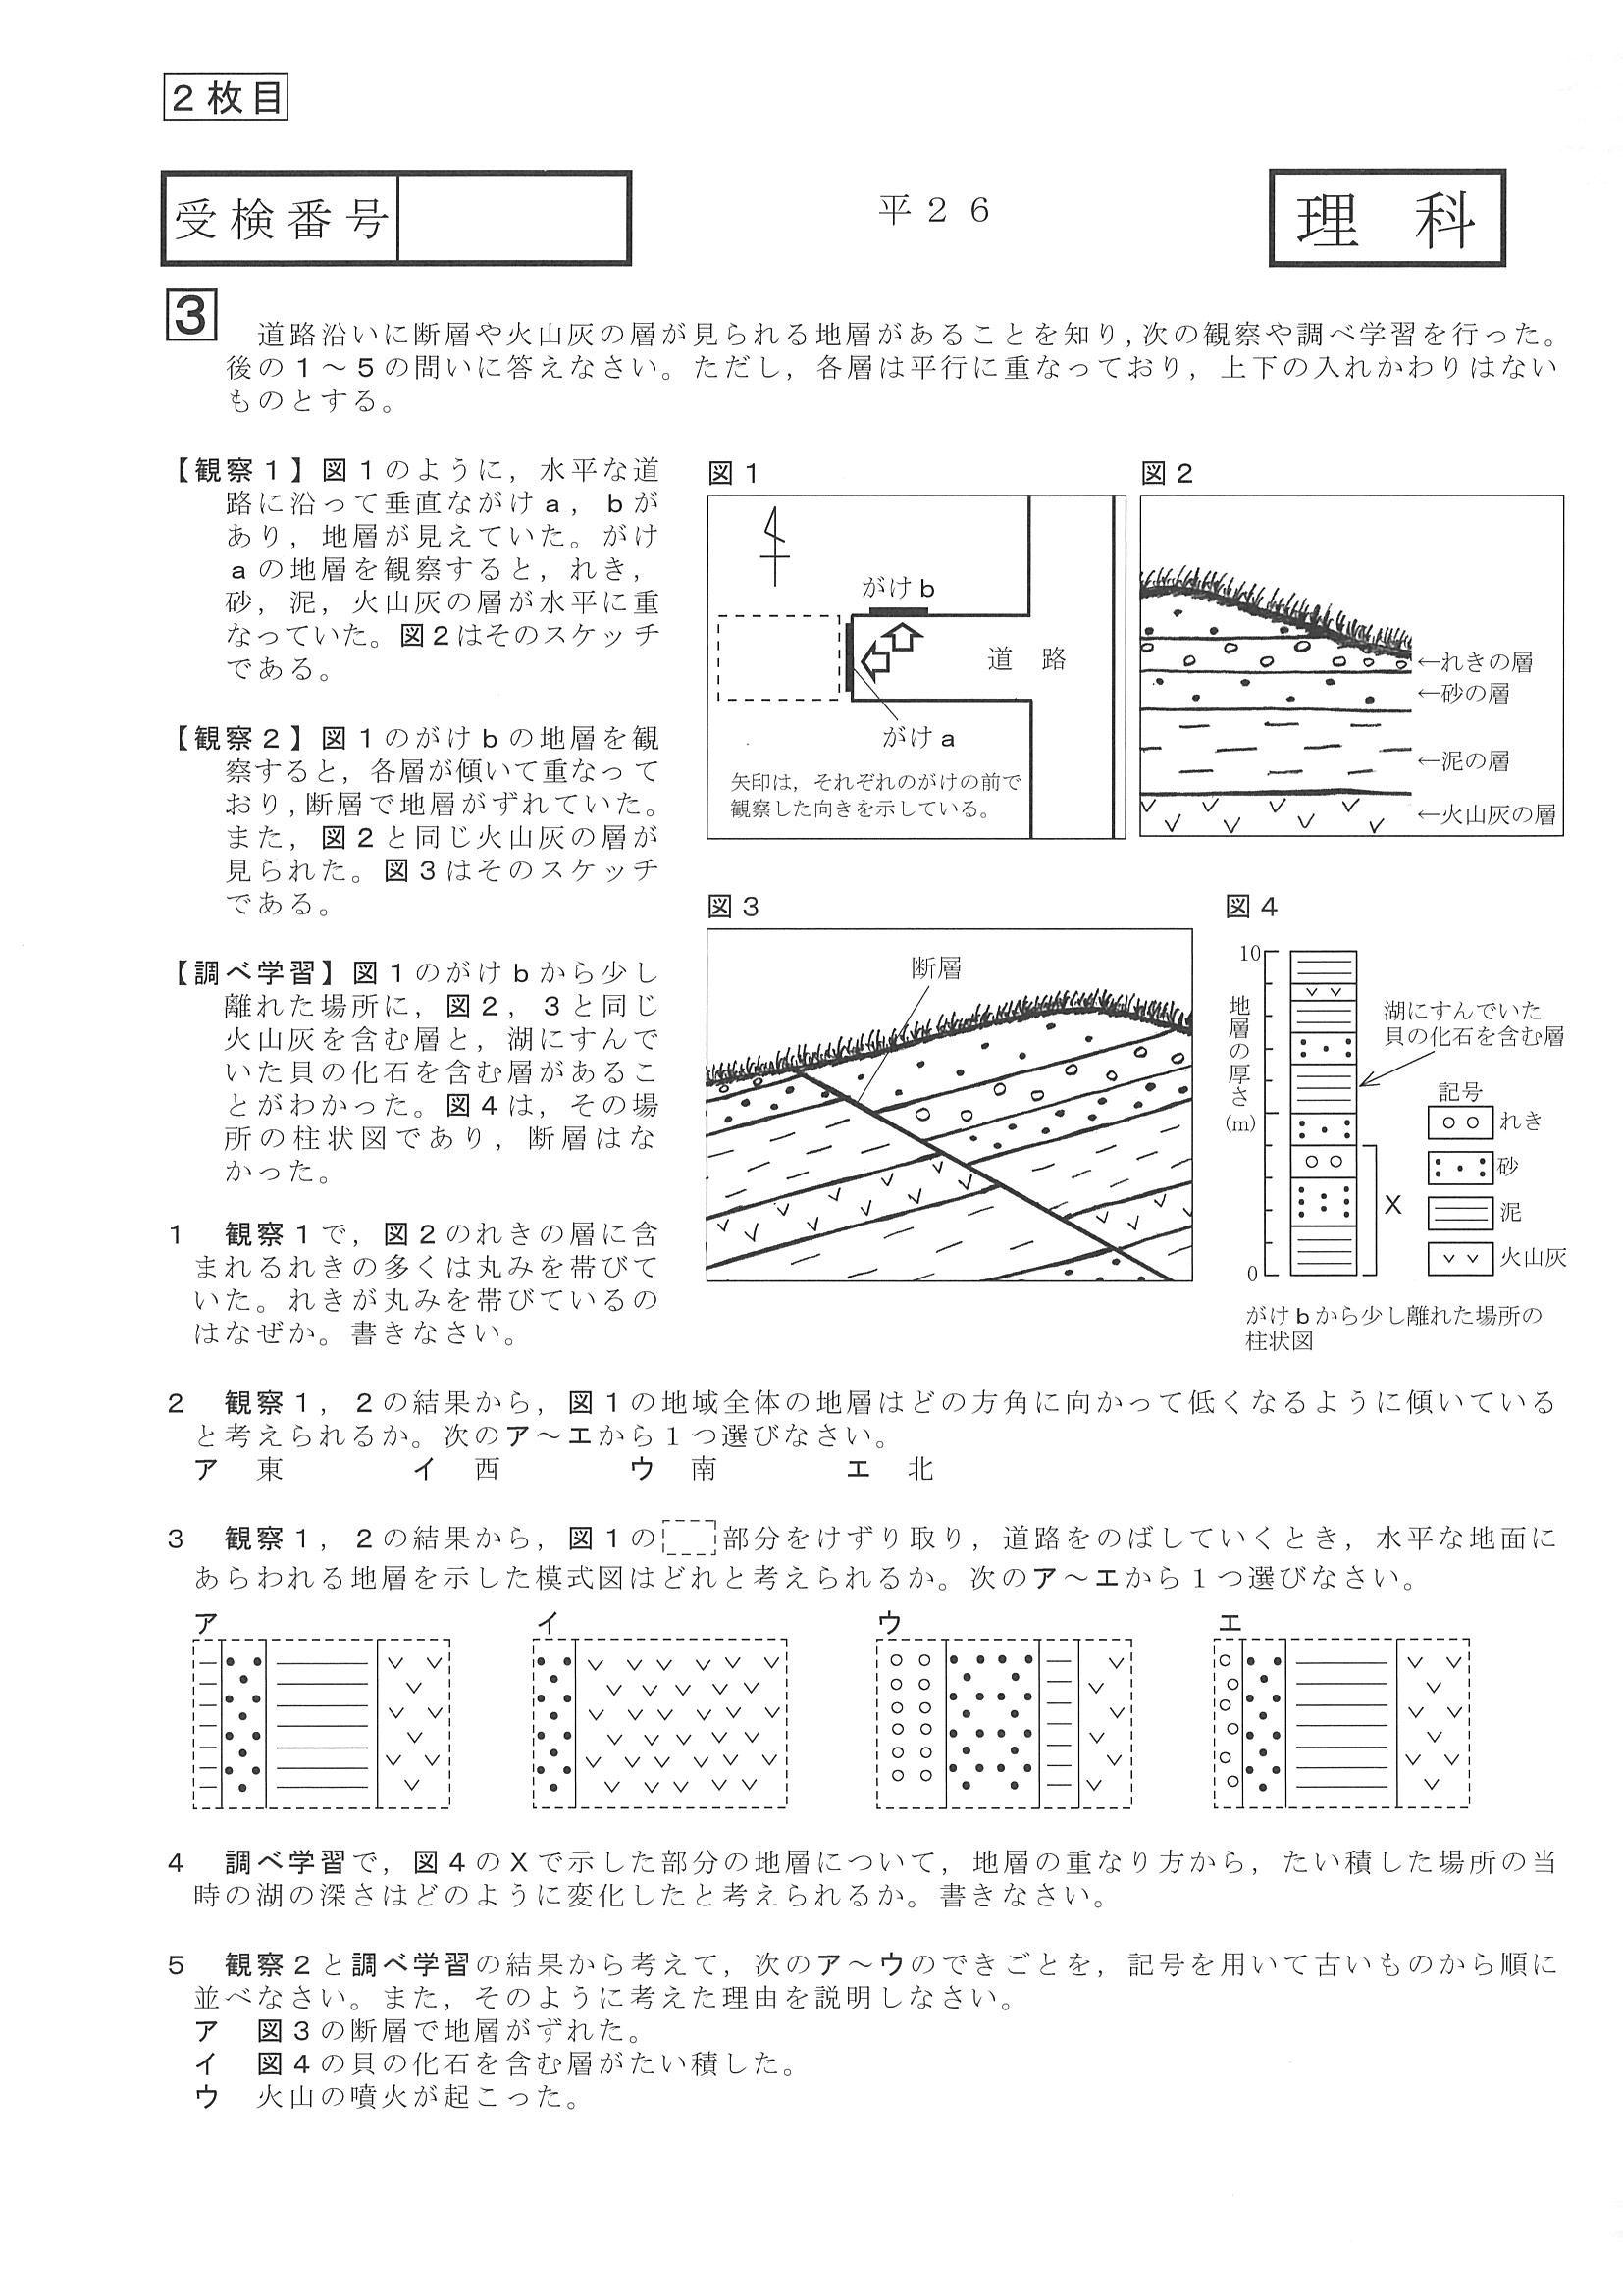 2枚目
受検番号
平26
理科
3
道路沿いに断層や火山灰の層が見られる地層があることを知り,次の観察や調べ学習を行った。
後の1～5の問いに答えなさい。ただし，各層は平行に重なっており，上下の入れかわりはない
ものとする。
【観察1】図1のように，水平な道
路に沿って垂直ながけa，bが
あり，地層が見えていた。がけ
aの地層を観察すると，れき，
砂，泥，火山灰の層が水平に重
なっていた。図2はそのスケッチ
である。
【観察2】図1のがけbの地層を観
察すると，各層が傾いて重なって
おり,断層で地層がずれていた。
また，図2と同じ火山灰の層が
見られた。図3はそのスケッチ
である。
【調べ学習】図1のがけbから少し
離れた場所に，図2，3と同じ
火山灰を含む層と，湖にすんで
いた貝の化石を含む層があるこ
とがわかった。図4は，その場
所の柱状図であり，断層はな
かった。
図1
がけb
道 路
がけa
矢印は，それぞれのがけの前で
観察した向きを示している。
図2
←れきの層
←砂の層
←泥の層
←火山灰の層
図3
断層
図4
10
地層の厚さ
(m)
0
湖にすんでいた
貝の化石を含む層
記号
れき
砂
泥
火山灰
X
がけbから少し離れた場所の
柱状図
1 観察1で，図2のれきの層に含
まれるれきの多くは丸みを帯びて
いた。れきが丸みを帯びているの
はなぜか。書きなさい。
2 観察1，2の結果から，図1の地域全体の地層はどの方角に向かって低くなるように傾いている
と考えられるか。次のア～エから1つ選びなさい。
ア 東 イ 西 ウ 南 エ 北
3 観察1，2の結果から，図1の 部分をけずり取り，道路をのばしていくとき，水平な地面に
あらわれる地層を示した模式図はどれと考えられるか。次のア～エから1つ選びなさい。
ア イ ウ エ
4 調べ学習で，図4のXで示した部分の地層について，地層の重なり方から，たい積した場所の当
時の湖の深さはどのように変化したと考えられるか。書きなさい。
5 観察2と調べ学習の結果から考えて，次のア～ウのできごとを，記号を用いて古いものから順に
並べなさい。また，そのように考えた理由を説明しなさい。
ア 図3の断層で地層がずれた。
イ 図4の貝の化石を含む層がたい積した。
ウ 火山の噴火が起こった。